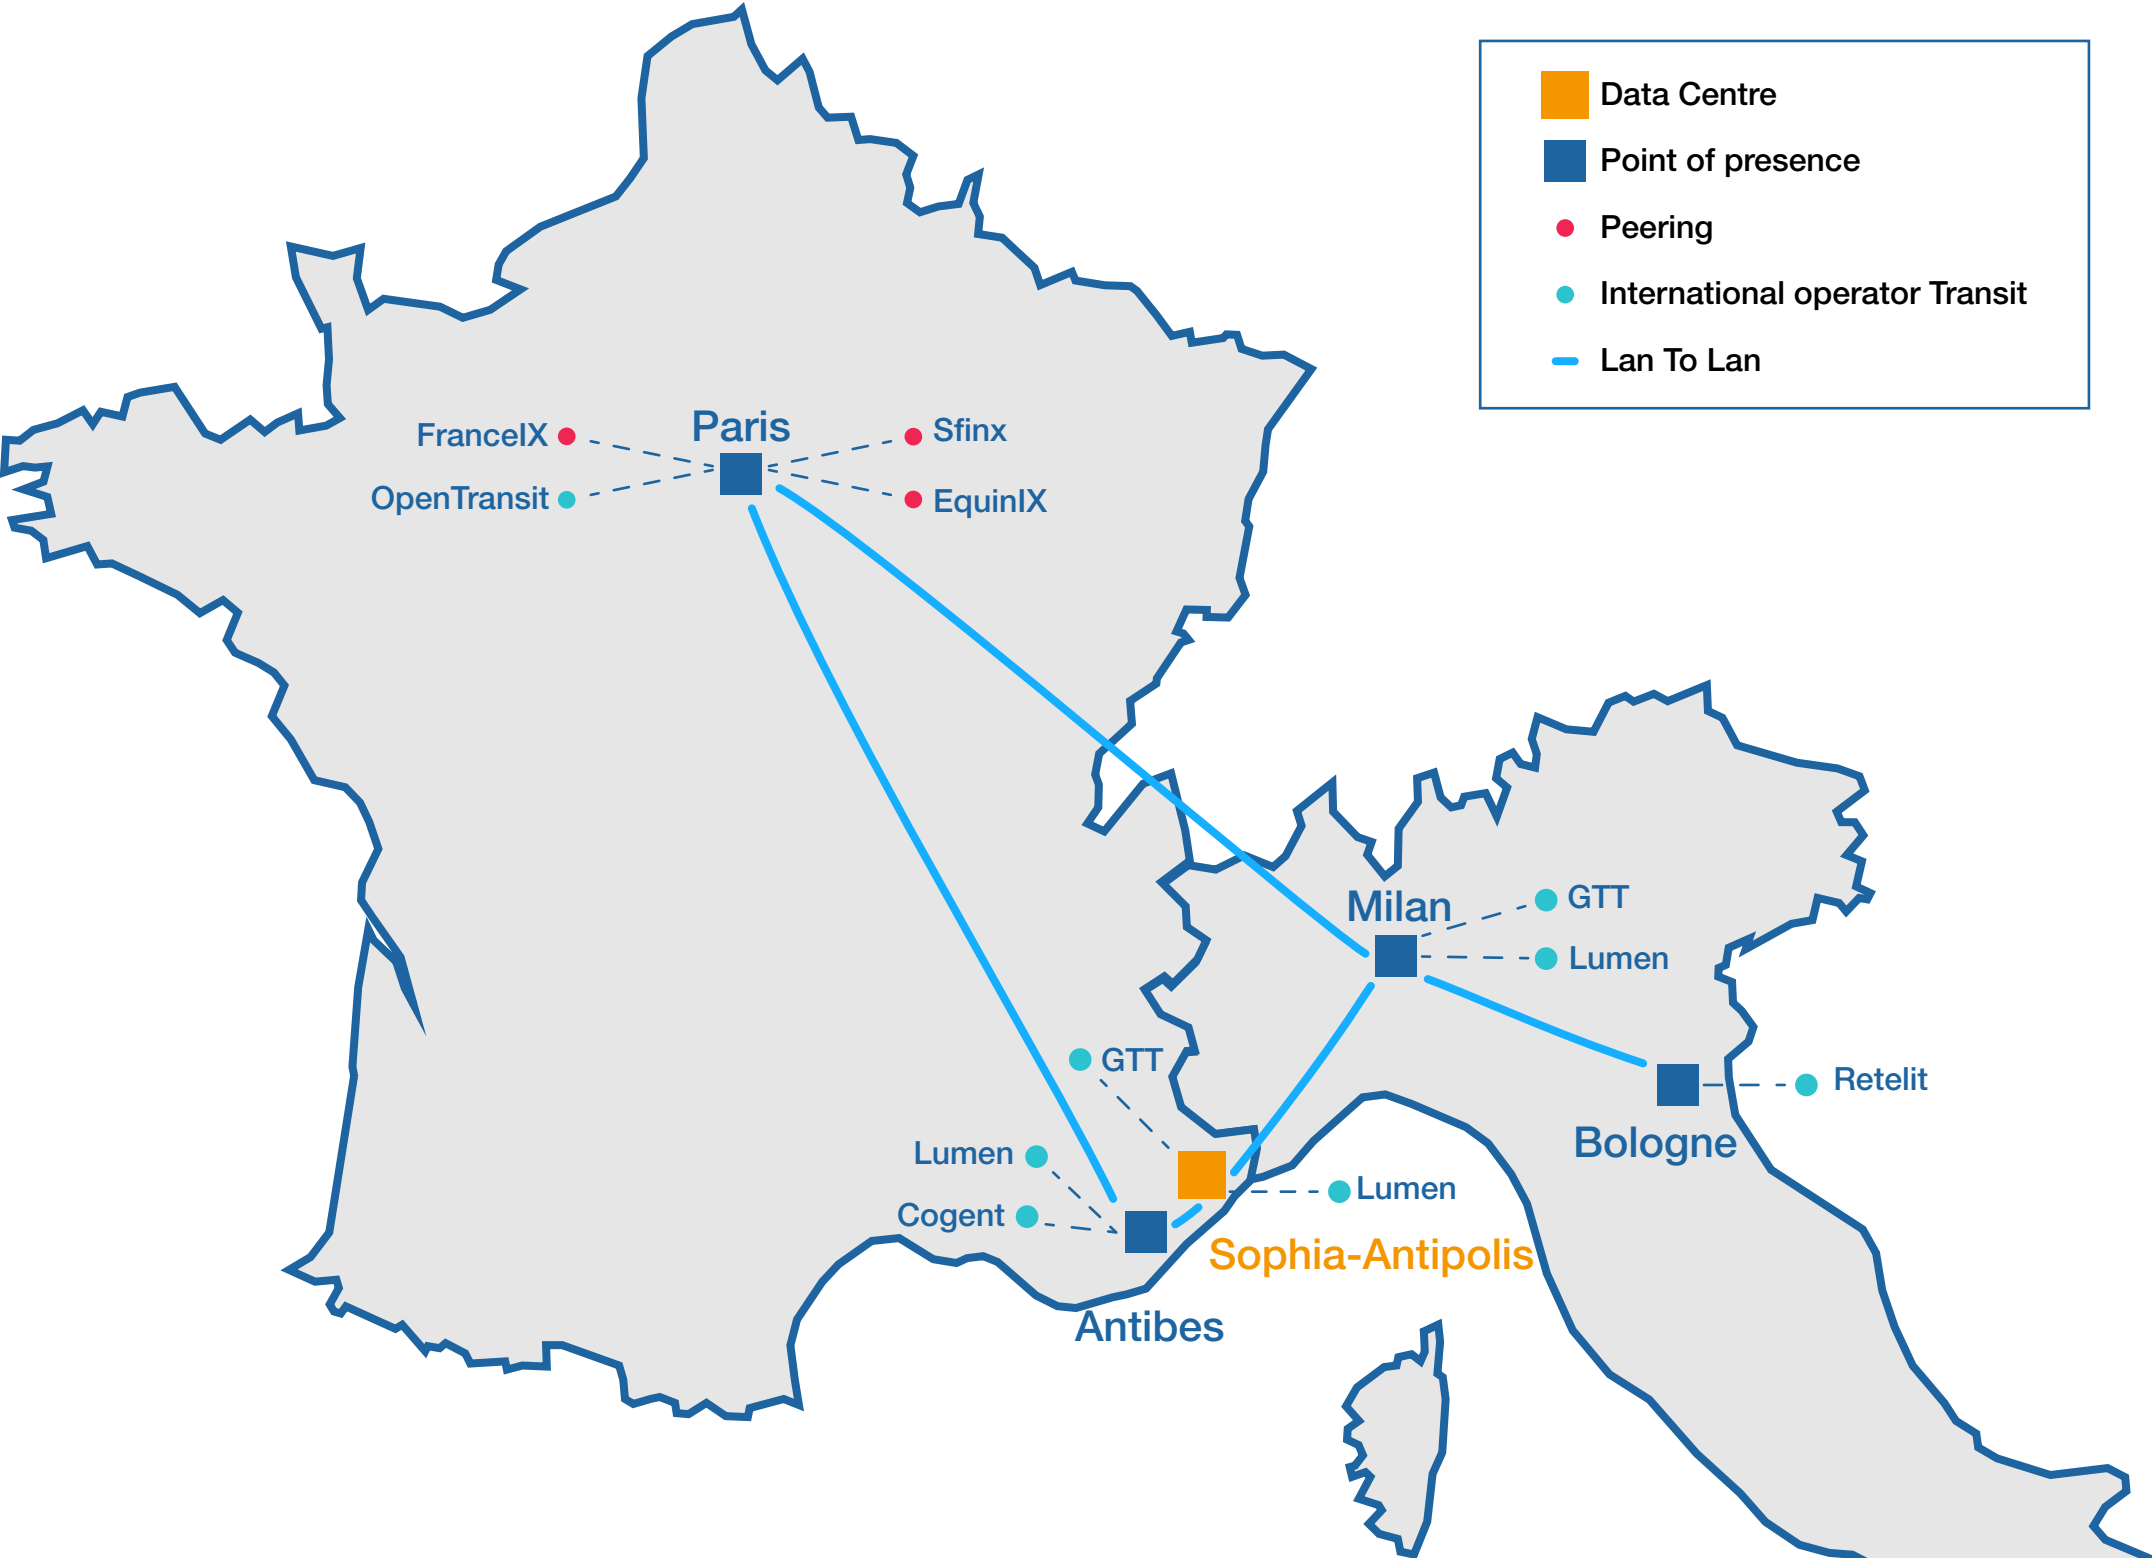 Data Centre
Point of presence
Peering
International operator Transit
Lan To Lan
Paris
FranceIX
Sfinx
OpenTransit
EquinIX
Milan
GTT
Lumen
GTT
Retelit
Bologne
Lumen
Lumen
Cogent
Sophia-Antipolis
Antibes